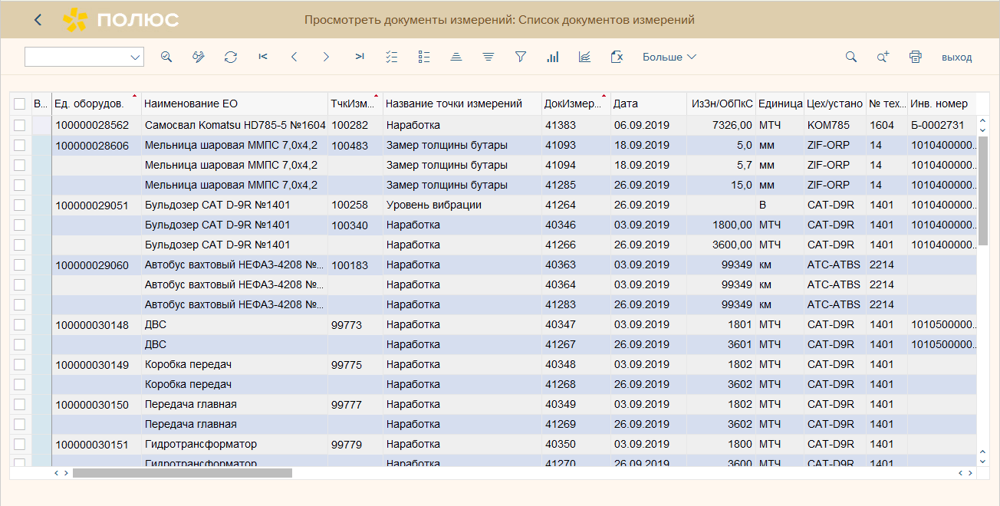 ПОЛЮС Просмотреть документы измерений: Список документов измерений
Больше выход
В... Ед. оборудов. Наименование ЕО ТчкИзм... Название точки измерений ДокИзмер... Дата ИзЗн/ОбПкС Единица Цех/устано № тех... Инв. номер
100000028562 Самосвал Komatsu HD785-5 №1604 100282 Наработка 41383 06.09.2019 7326,00 МТЧ KOM785 1604 Б-0002731
100000028606 Мельница шаровая ММПС 7,0х4,2 100483 Замер толщины бутары 41093 18.09.2019 5,0 мм ZIF-ORP 14 1010400000..
Мельница шаровая ММПС 7,0х4,2 Замер толщины бутары 41094 18.09.2019 5,7 мм ZIF-ORP 14 1010400000..
Мельница шаровая ММПС 7,0х4,2 Замер толщины бутары 41285 26.09.2019 15,0 мм ZIF-ORP 14 1010400000..
100000029051 Бульдозер CAT D-9R №1401 100258 Уровень вибрации 41264 26.09.2019 В CAT-D9R 1401 1010400000..
Бульдозер CAT D-9R №1401 100340 Наработка 40346 03.09.2019 1800,00 МТЧ CAT-D9R 1401 1010400000..
Бульдозер CAT D-9R №1401 Наработка 41266 26.09.2019 3600,00 МТЧ CAT-D9R 1401 1010400000..
100000029060 Автобус вахтовый НЕФАЗ-4208 №... 100183 Наработка 40363 03.09.2019 99349 км ATC-ATBS 2214
Автобус вахтовый НЕФАЗ-4208 №... Наработка 40364 03.09.2019 99349 км ATC-ATBS 2214
Автобус вахтовый НЕФАЗ-4208 №... Наработка 41283 26.09.2019 99349 км ATC-ATBS 2214
100000030148 ДВС 99773 Наработка 40347 03.09.2019 1801 МТЧ CAT-D9R 1401 1010500000..
ДВС Наработка 41267 26.09.2019 3601 МТЧ CAT-D9R 1401 1010500000..
100000030149 Коробка передач 99775 Наработка 40348 03.09.2019 1802 МТЧ CAT-D9R 1401
Коробка передач Наработка 41268 26.09.2019 3602 МТЧ CAT-D9R 1401
100000030150 Передача главная 99777 Наработка 40349 03.09.2019 1802 МТЧ CAT-D9R 1401
Передача главная Наработка 41269 26.09.2019 3602 МТЧ CAT-D9R 1401
100000030151 Гидротрансформатор 99779 Наработка 40350 03.09.2019 1800 МТЧ CAT-D9R 1401
Гидротрансформатор Наработка 41270 26.09.2019 3600 МТЧ CAT-D9R 1401